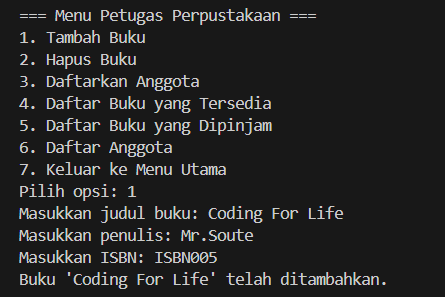 === Menu Petugas Perpustakaan ===
1. Tambah Buku
2. Hapus Buku
3. Daftarkan Anggota
4. Daftar Buku yang Tersedia
5. Daftar Buku yang Dipinjam
6. Daftar Anggota
7. Keluar ke Menu Utama
Pilih opsi: 1
Masukkan judul buku: Coding For Life
Masukkan penulis: Mr.Soute
Masukkan ISBN: ISBN005
Buku 'Coding For Life' telah ditambahkan.